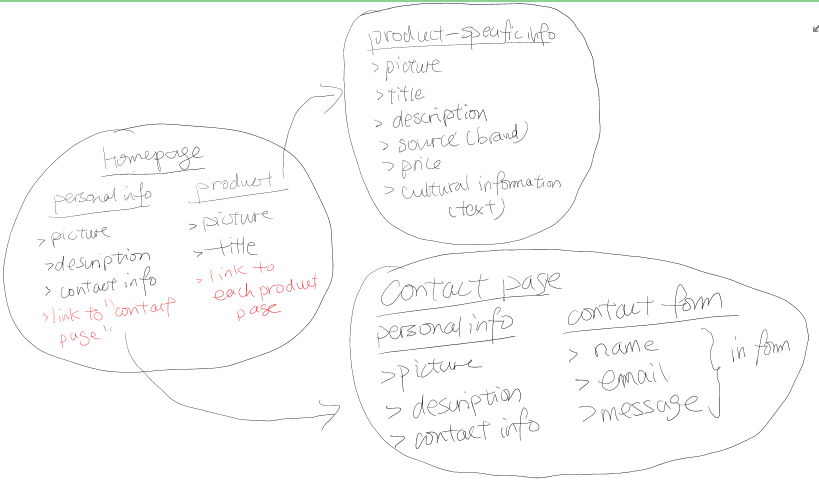 product-specific info
> picture
> title
> description
> source (brand)
> price
> cultural information
(text)
Homepage
personal info
> picture
> description
> contact info
> link to "contact
page"
product
> picture
> title
> link to
each product
page
Contact page
personal info
> picture
> description
> contact info
contact form
> name
> email
> message
in form